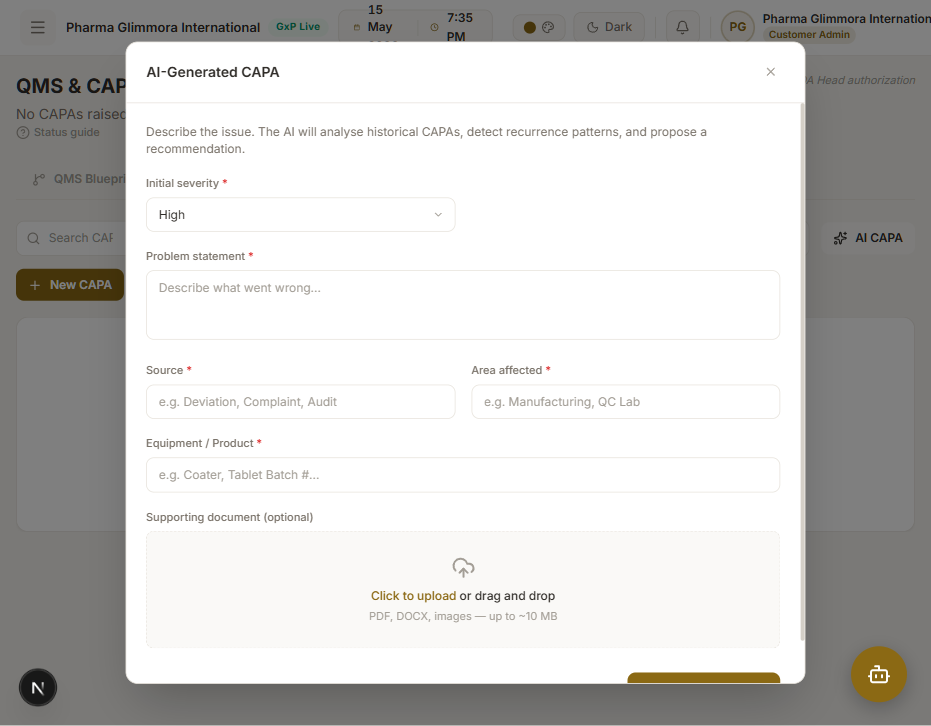 Pharma Glimmora International
GxP Live
15
May
7:35
PM
Dark
PG
Pharma Glimmora Internation
Customer Admin
QMS & CAP
A Head authorization
No CAPAs raised
Status guide
QMS Bluepri
Search CAP
AI CAPA
New CAPA
AI-Generated CAPA
Describe the issue. The AI will analyse historical CAPAs, detect recurrence patterns, and propose a
recommendation.
Initial severity *
High
Problem statement *
Describe what went wrong...
Source *
Area affected *
e.g. Deviation, Complaint, Audit
e.g. Manufacturing, QC Lab
Equipment / Product *
e.g. Coater, Tablet Batch #...
Supporting document (optional)
Click to upload or drag and drop
PDF, DOCX, images — up to ~10 MB
N